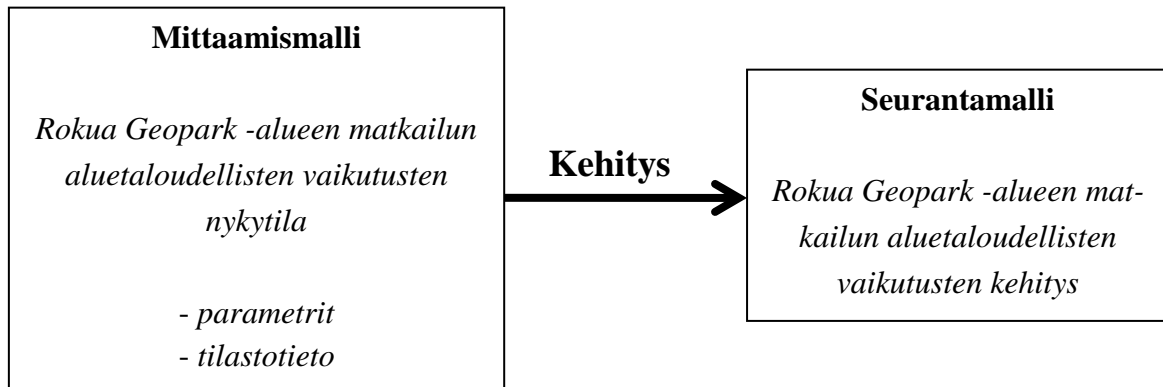 Mittaamismalli
Rokua Geopark -alueen matkailun
aluetaloudellisten vaikutusten
nykytila
- parametrit
- tilastotieto
Kehitys
Seurantamalli
Rokua Geopark -alueen mat-
kailun aluetaloudellisten
vaikutusten kehitys